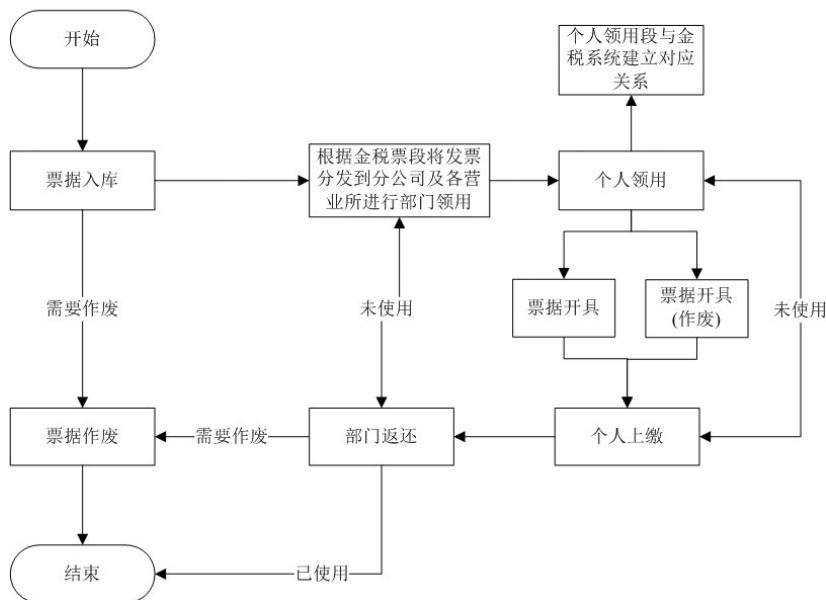 开始
个人领用段与金
税系统建立对应
关系
票据入库
根据金税票段将发票
分发到分公司及各营
业所进行部门领用
个人领用
需要作废
未使用
票据开具
票据开具
(作废)
未使用
票据作废
需要作废
部门返还
个人上缴
结束
已使用